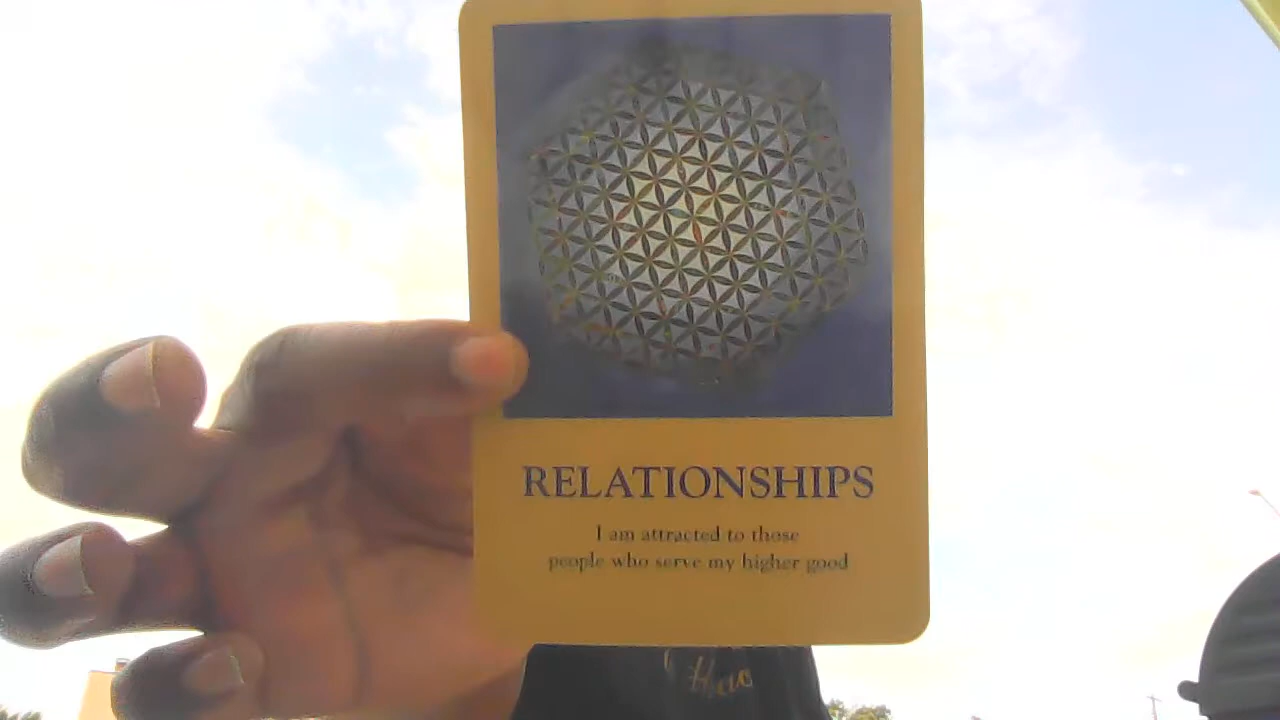 RELATIONSHIPS
I am attracted to those
people who serve my higher good